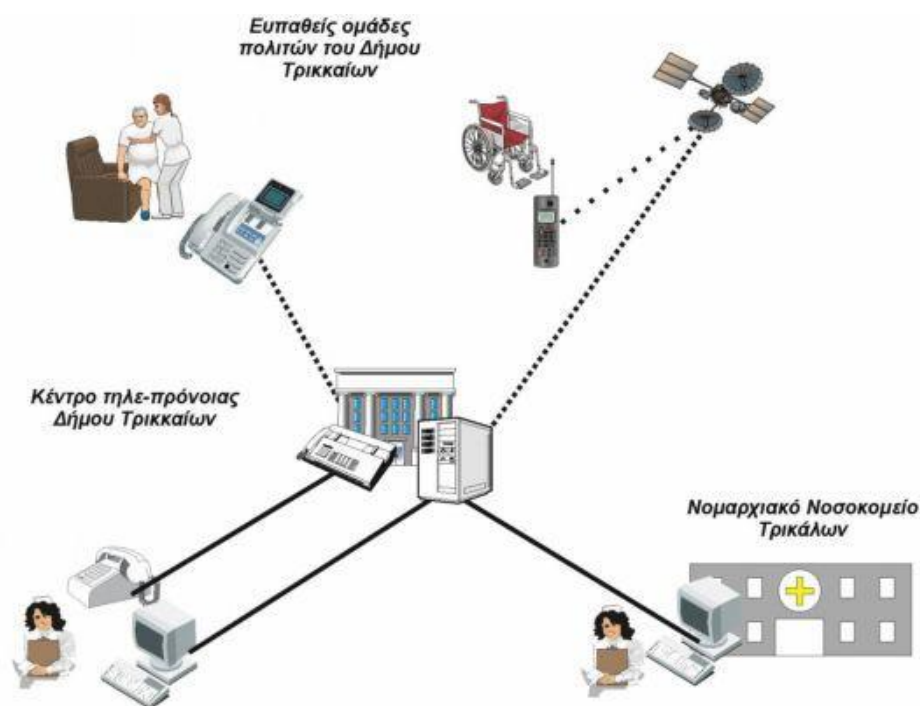 Ευπαθείς ομάδες
πολιτών του Δήμου
Τρικκαίων
Κέντρο τηλε-πρόνοιας
Δήμου Τρικκαίων
Νομαρχιακό Νοσοκομείο
Τρικάλων